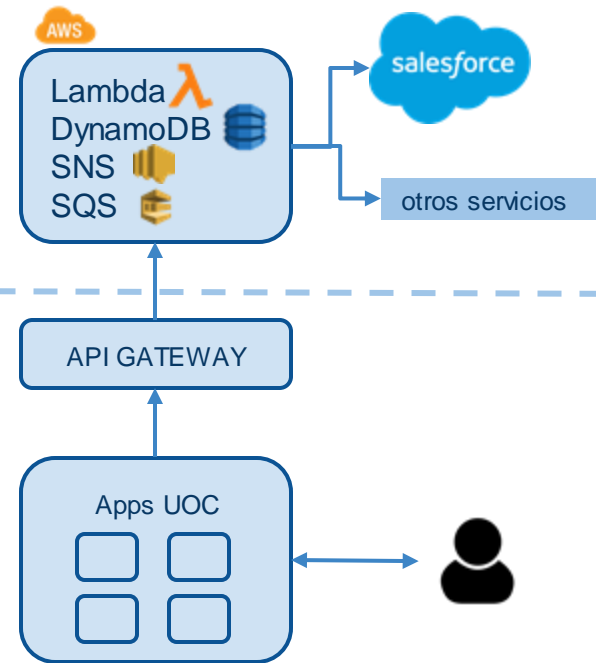 AWS
Lambda
DynamoDB
SNS
SQS
salesforce
otros servicios
API GATEWAY
Apps UOC